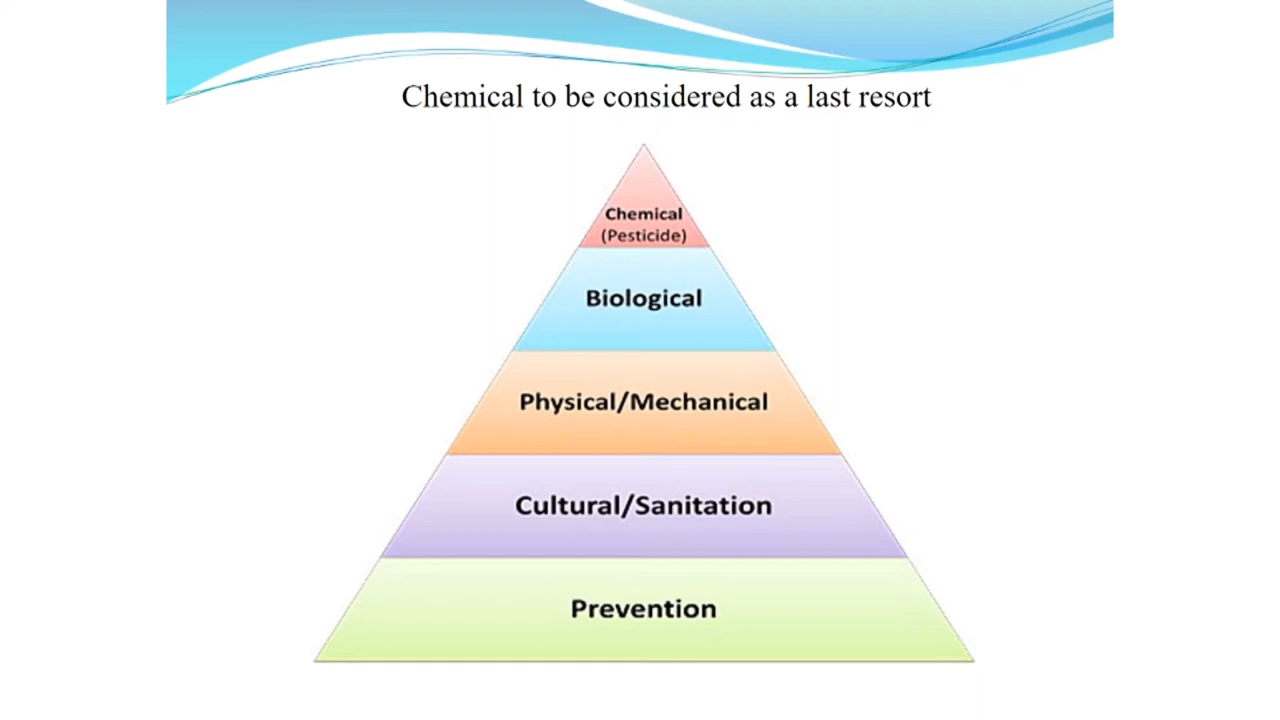 Chemical to be considered as a last resort
Chemical
(Pesticide)
Biological
Physical/Mechanical
Cultural/Sanitation
Prevention